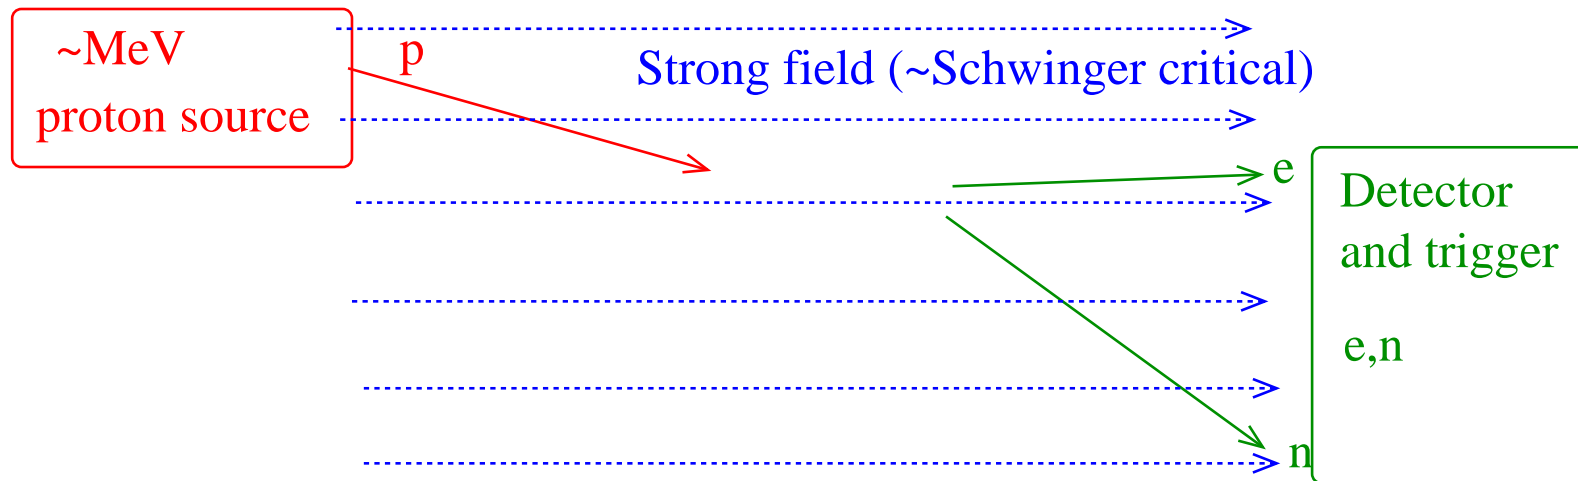 ~MeV
proton source
p
Strong field (~Schwinger critical)
e
Detector
and trigger
e,n
n